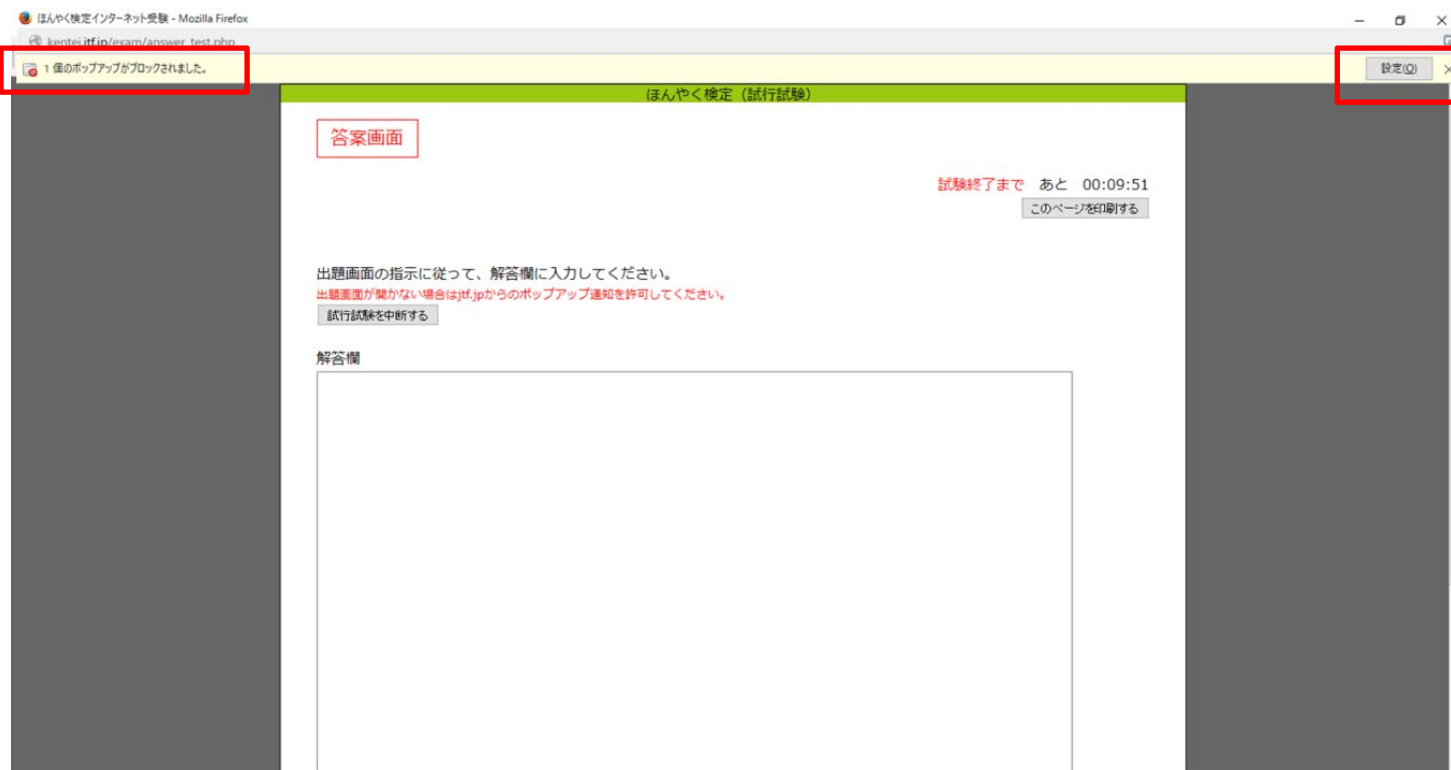 ほんやく検定インターネット受験 - Mozilla Firefox
kentei.jtf.jp/exam/answer_test.php
1 個のポップアップがブロックされました。
設定(O)
ほんやく検定（試行試験）
答案画面
試験終了まで あと 00:09:51
このページを印刷する
出題画面の指示に従って、解答欄に入力してください。
出題画面が開かない場合はjtf.jpからのポップアップ通知を許可してください。
試行試験を中断する
解答欄